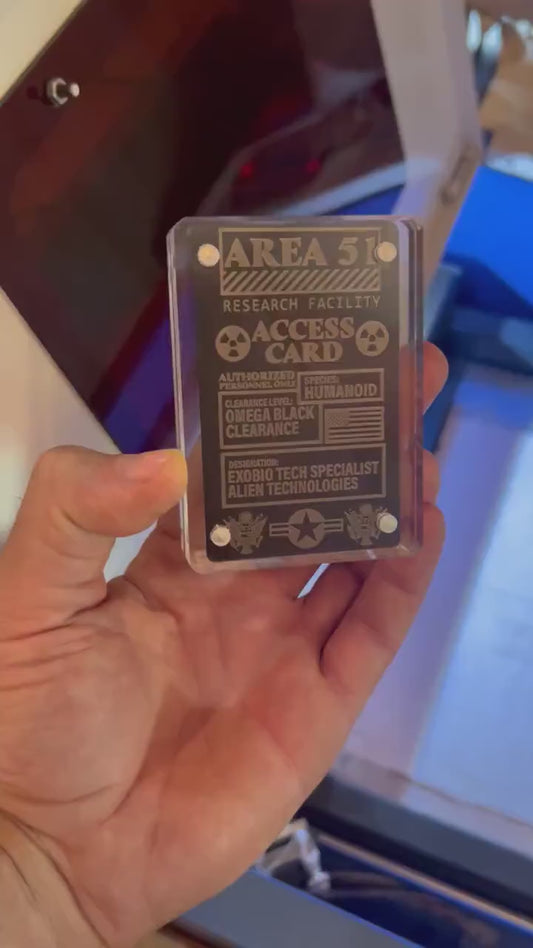 AREA 51
RESEARCH FACILITY
ACCESS
CARD
AUTHORIZED
PERSONNEL ONLY
SPECIES:
HUMANOID
CLEARANCE LEVEL:
OMEGA BLACK
CLEARANCE
DESIGNATION:
EXOBIO TECH SPECIALIST
ALIEN TECHNOLOGIES